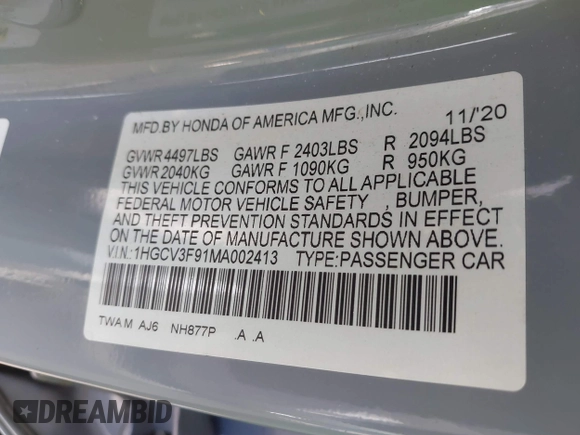 MFD.BY HONDA OF AMERICA MFG.,INC. 11/'20
GVWR 4497LBS GAWR F 2403LBS R 2094LBS
GVWR 2040KG GAWR F 1090KG R 950KG
THIS VEHICLE CONFORMS TO ALL APPLICABLE
FEDERAL MOTOR VEHICLE SAFETY , BUMPER,
AND THEFT PREVENTION STANDARDS IN EFFECT
ON THE DATE OF MANUFACTURE SHOWN ABOVE.
V.I.N.:1HGCV3F91MA002413 TYPE:PASSENGER CAR
TWA M AJ6 NH877P .A .A
DREAMBID